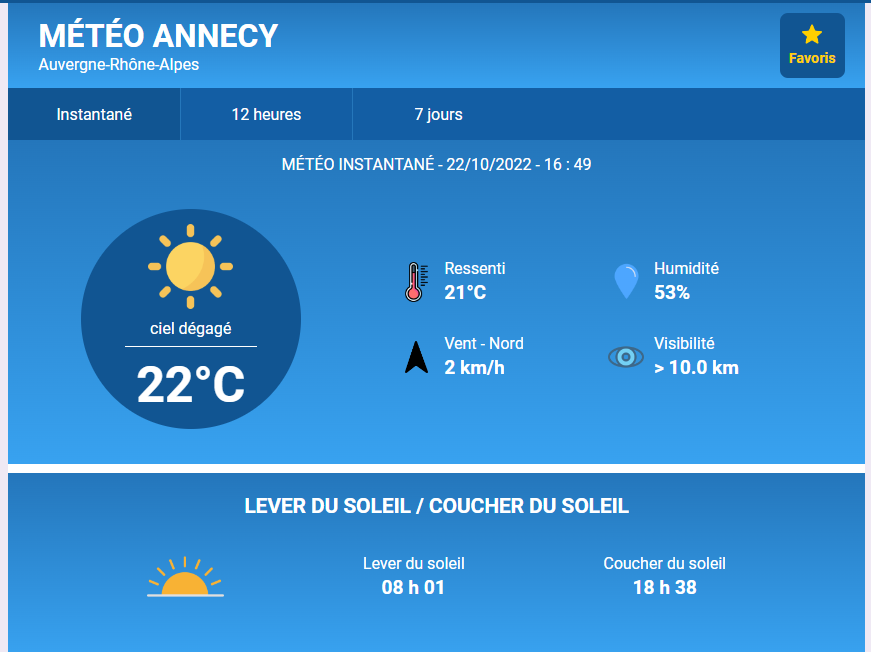 MÉTÉO ANNECY
Auvergne-Rhône-Alpes
Favoris
Instantané
12 heures
7 jours
MÉTÉO INSTANTANÉ - 22/10/2022 - 16 : 49
ciel dégagé
22°C
Ressenti
21°C
Humidité
53%
Vent - Nord
2 km/h
Visibilité
> 10.0 km
LEVER DU SOLEIL / COUCHER DU SOLEIL
Lever du soleil
08 h 01
Coucher du soleil
18 h 38